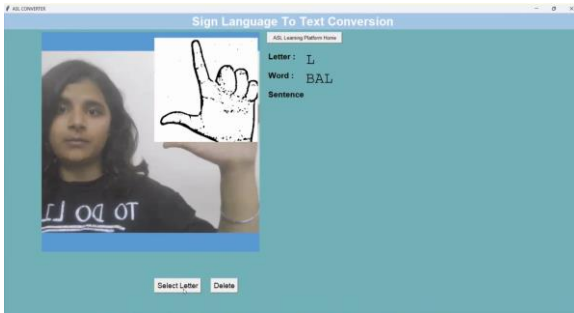 ASL CONVERTER
Sign Language To Text Conversion
ASL Learning Platform Home
Letter : L
Word : BAL
Sentence
TO DO LI
Select Letter
Delete